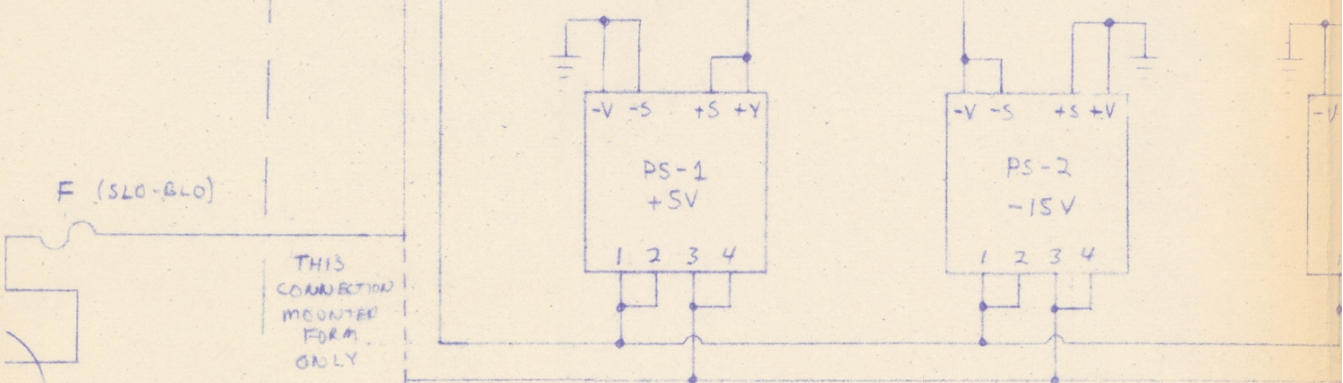 -V -S +S +V
PS-1
+5V
1 2 3 4
-V -S +S +V
PS-2
-15V
1 2 3 4
-V
F (SLO-BLO)
THIS
CONNECTION
MOUNTED
FORM
ONLY